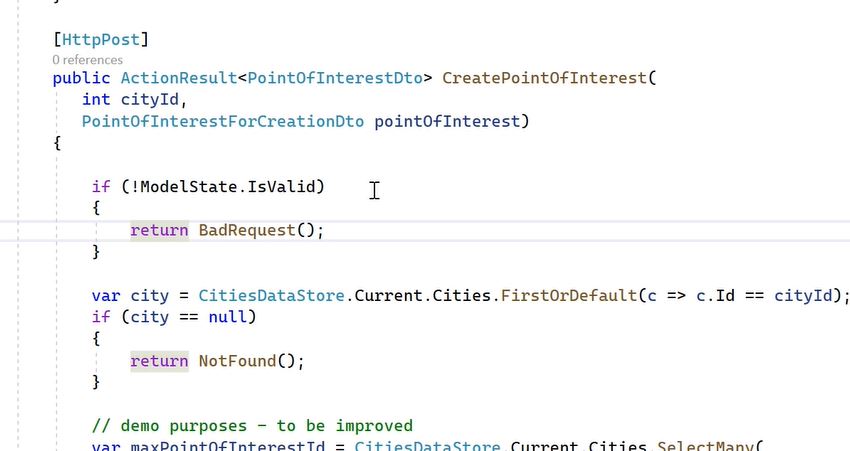 }
[HttpPost]
0 references
public ActionResult<PointOfInterestDto> CreatePointOfInterest(
int cityId,
PointOfInterestForCreationDto pointOfInterest)
{
if (!ModelState.IsValid)
{
return BadRequest();
}
var city = CitiesDataStore.Current.Cities.FirstOrDefault(c => c.Id == cityId);
if (city == null)
{
return NotFound();
}
// demo purposes - to be improved
var maxPointOfInterestId = CitiesDataStore.Current.Cities.SelectMany(